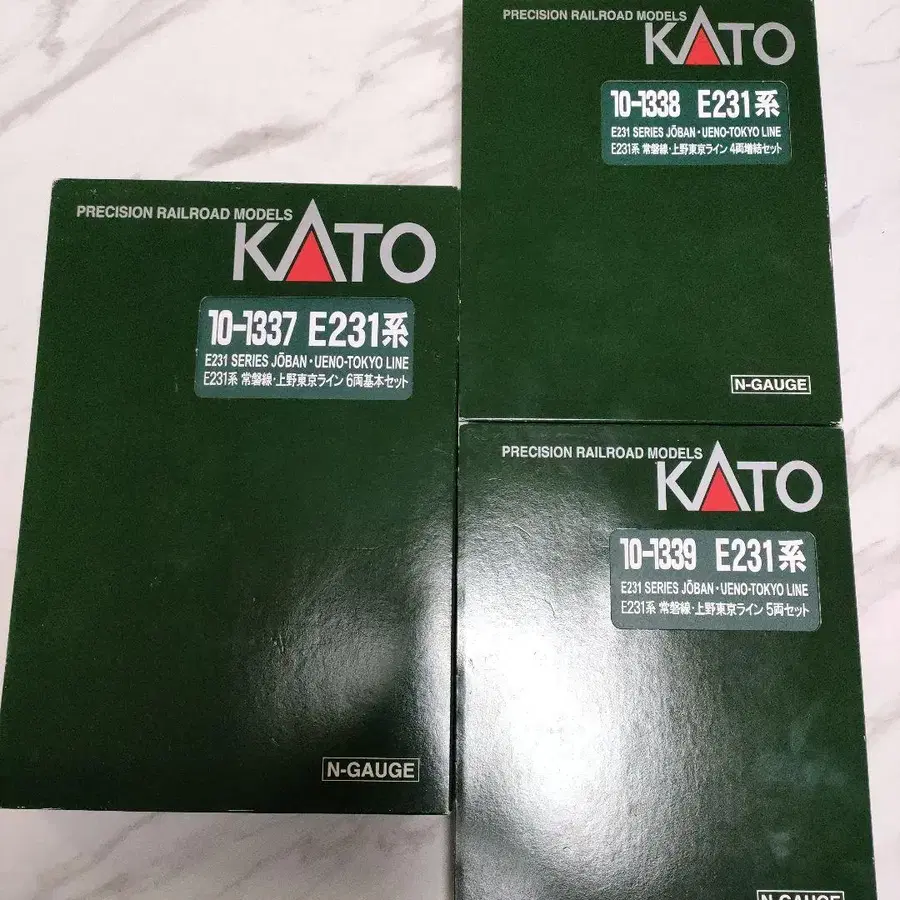 PRECISION RAILROAD MODELS
KATO
10-1338 E231系
E231 SERIES JŌBAN・UENO-TOKYO LINE
E231系 常磐線・上野東京ライン 4両増結セット
N-GAUGE
PRECISION RAILROAD MODELS
KATO
10-1337 E231系
E231 SERIES JŌBAN・UENO-TOKYO LINE
E231系 常磐線・上野東京ライン 6両基本セット
N-GAUGE
PRECISION RAILROAD MODELS
KATO
10-1339 E231系
E231 SERIES JŌBAN・UENO-TOKYO LINE
E231系 常磐線・上野東京ライン 5両セット
N-GAUGE